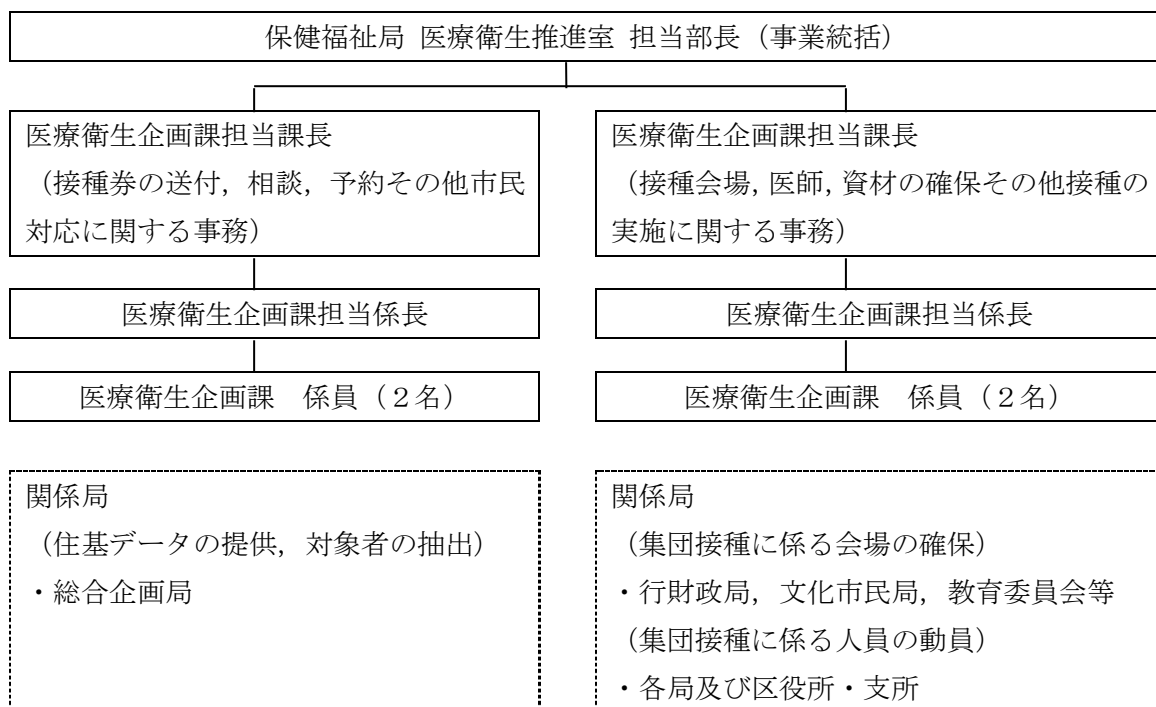 保健福祉局 医療衛生推進室 担当部長（事業統括）
医療衛生企画課担当課長
（接種券の送付，相談，予約その他市民
対応に関する事務）
医療衛生企画課担当係長
医療衛生企画課　係員（２名）
関係局
（住基データの提供，対象者の抽出）
・総合企画局
医療衛生企画課担当課長
（接種会場，医師，資材の確保その他接種の
実施に関する事務）
医療衛生企画課担当係長
医療衛生企画課　係員（２名）
関係局
（集団接種に係る会場の確保）
・行財政局，文化市民局，教育委員会等
（集団接種に係る人員の動員）
・各局及び区役所・支所